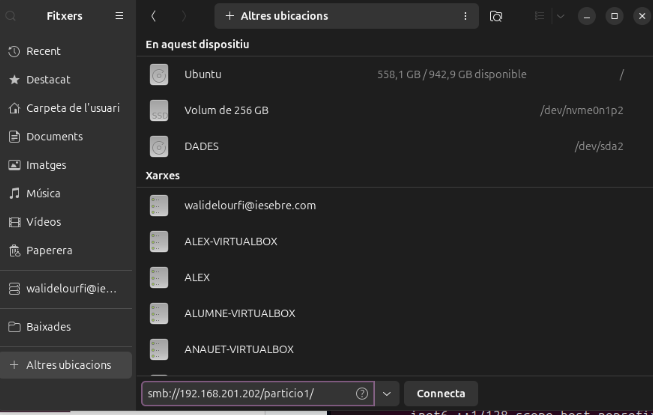 Fitxers
Altres ubicacions
Recent
Destacat
Carpeta de l'usuari
Documents
Imatges
Música
Vídeos
Paperera
walidelourfi@ie...
Baixades
Altres ubicacions
En aquest dispositiu
Ubuntu 558,1 GB / 942,9 GB disponible /
SSD Volum de 256 GB /dev/nvme0n1p2
DADES /dev/sda2
Xarxes
walidelourfi@iesebre.com
ALEX-VIRTUALBOX
ALEX
ALUMNE-VIRTUALBOX
ANAUET-VIRTUALBOX
smb://192.168.201.202/particio1/ Connecta